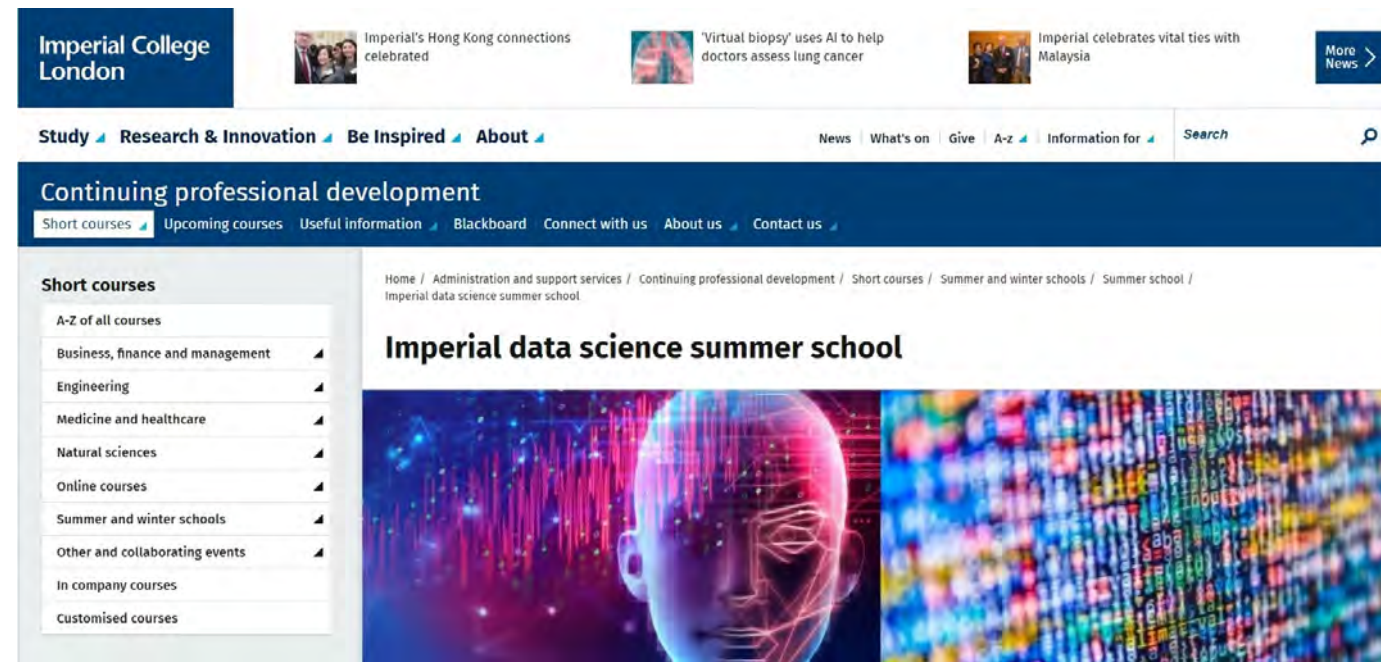 Imperial College
London
Imperial's Hong Kong connections
celebrated
'Virtual biopsy' uses AI to help
doctors assess lung cancer
Imperial celebrates vital ties with
Malaysia
More
News
Study Research & Innovation Be Inspired About
News What's on Give A-z Information for Search
Continuing professional development
Short courses Upcoming courses Useful information Blackboard Connect with us About us Contact us
Short courses
A-Z of all courses
Business, finance and management
Engineering
Medicine and healthcare
Natural sciences
Online courses
Summer and winter schools
Other and collaborating events
In company courses
Customised courses
Home / Administration and support services / Continuing professional development / Short courses / Summer and winter schools / Summer school /
Imperial data science summer school
Imperial data science summer school